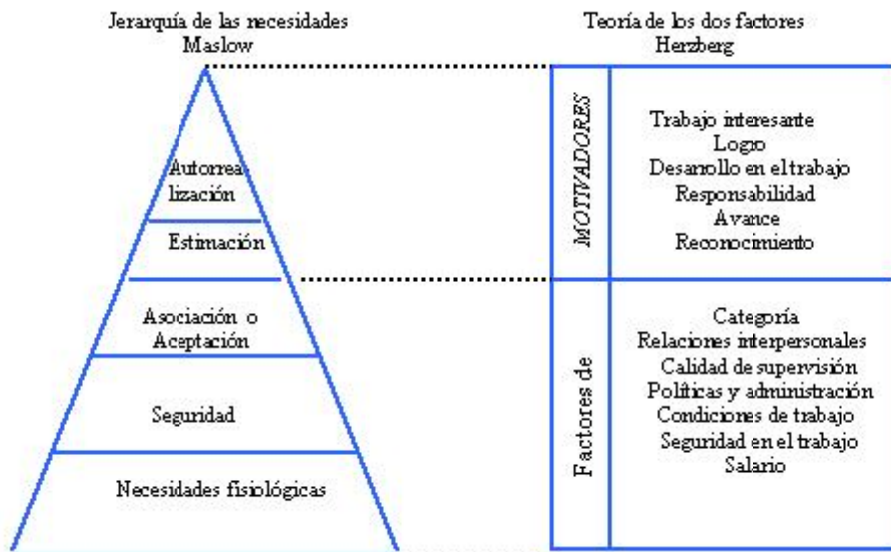 Jerarquía de las necesidades
Maslow
Autorrea-
lización
Estimación
Asociación o
Aceptación
Seguridad
Necesidades fisiológicas
Teoría de los dos factores
Herzberg
MOTIVADORES
Trabajo interesante
Logro
Desarrollo en el trabajo
Responsabilidad
Avance
Reconocimiento
Factores de
Categoría
Relaciones interpersonales
Calidad de supervisión
Políticas y administración
Condiciones de trabajo
Seguridad en el trabajo
Salario